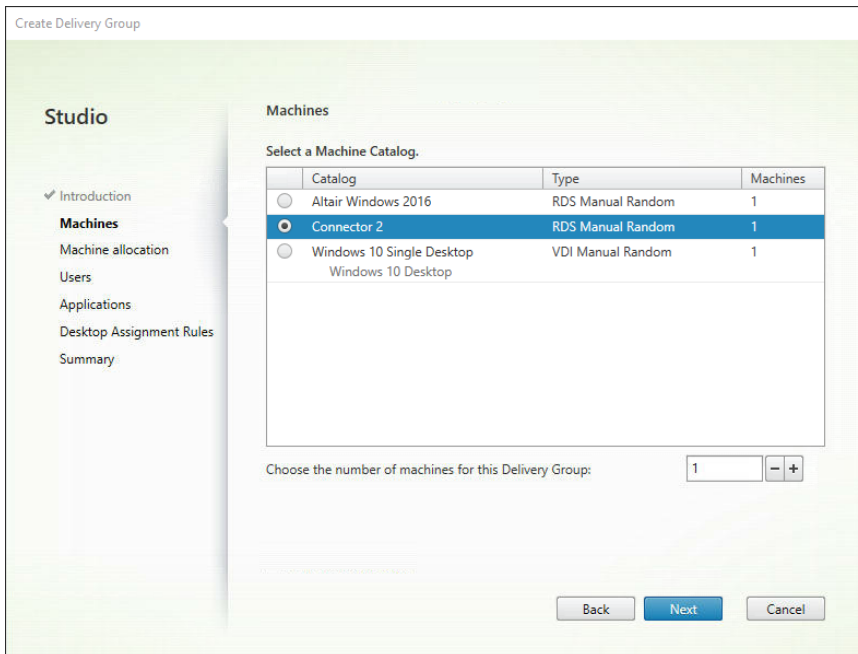 Create Delivery Group
Studio
Introduction
Machines
Machine allocation
Users
Applications
Desktop Assignment Rules
Summary
Machines
Select a Machine Catalog.
Catalog Type Machines
Altair Windows 2016 RDS Manual Random 1
Connector 2 RDS Manual Random 1
Windows 10 Single Desktop VDI Manual Random 1
Windows 10 Desktop
Choose the number of machines for this Delivery Group: 1 - +
Back Next Cancel